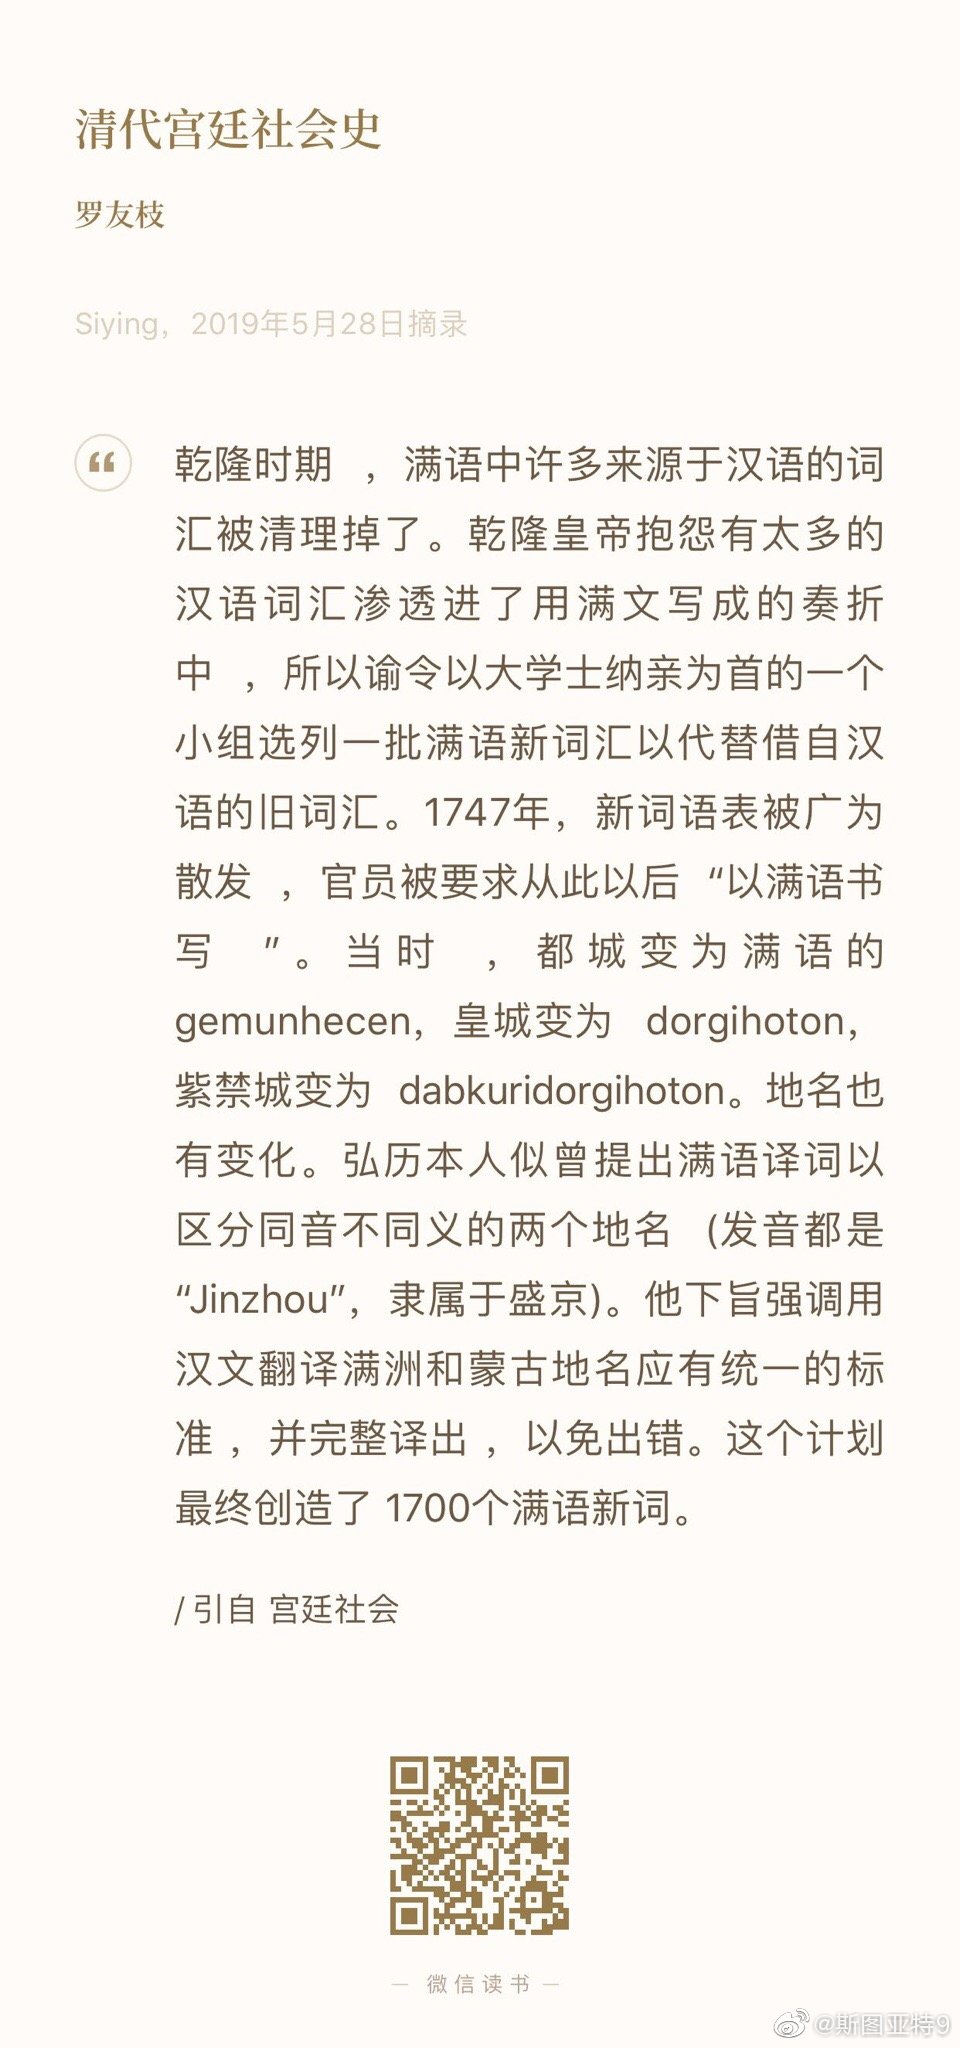 清代宫廷社会史
罗友枝
Siying，2019年5月28日摘录
“ 乾隆时期 ，满语中许多来源于汉语的词
汇被清理掉了。乾隆皇帝抱怨有太多的
汉语词汇渗透进了用满文写成的奏折
中 ，所以谕令以大学士纳亲为首的一个
小组选列一批满语新词汇以代替借自汉
语的旧词汇。1747年，新词语表被广为
散发 ，官员被要求从此以后 “以满语书
写 ”。当时 ，都城变为满语的
gemunhecen，皇城变为 dorgihoton，
紫禁城变为 dabkuridorgihoton。地名也
有变化。弘历本人似曾提出满语译词以
区分同音不同义的两个地名 (发音都是
“Jinzhou”，隶属于盛京)。他下旨强调用
汉文翻译满洲和蒙古地名应有统一的标
准 ，并完整译出 ，以免出错。这个计划
最终创造了 1700个满语新词。
/ 引自 宫廷社会
— 微信读书 —
@斯图亚特9